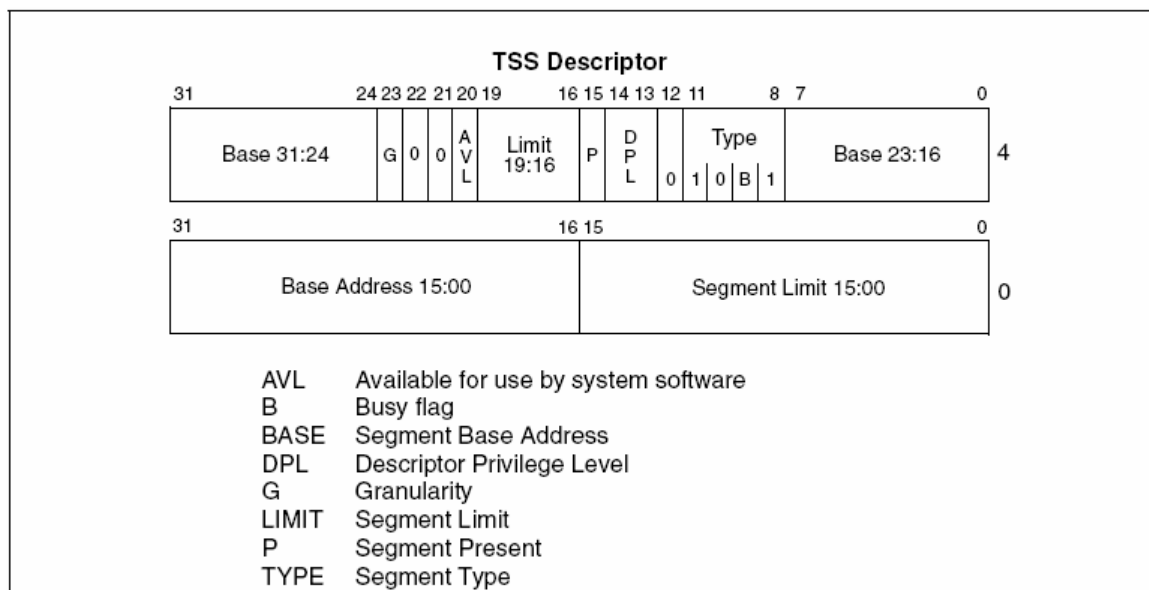 TSS Descriptor
31 24 23 22 21 20 19 16 15 14 13 12 11 8 7 0
Base 31:24 G 0 0 AVL Limit 19:16 P DPL 0 Type 1 0 B 1 Base 23:16 4
31 16 15 0
Base Address 15:00 Segment Limit 15:00 0
AVL Available for use by system software
B Busy flag
BASE Segment Base Address
DPL Descriptor Privilege Level
G Granularity
LIMIT Segment Limit
P Segment Present
TYPE Segment Type